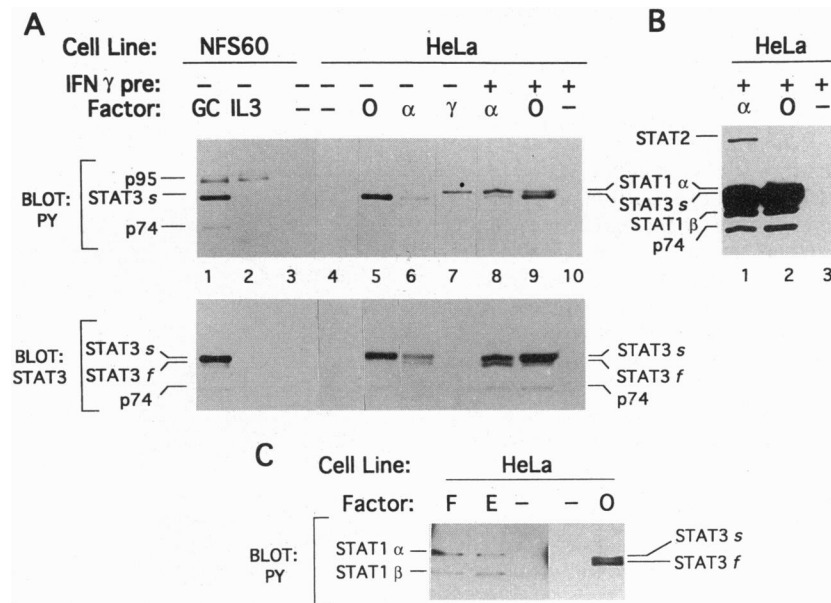 A
Cell Line: NFS60 HeLa
IFN γ pre: – – – – – – – + + +
Factor: GC IL3 – – O α γ α O –
BLOT: PY
p95
STAT3 s
p74
STAT1 α
STAT3 s
STAT1 β
p74
1 2 3 4 5 6 7 8 9 10
BLOT: STAT3
STAT3 s
STAT3 f
p74
STAT3 s
STAT3 f
p74
B
HeLa
+ + +
α O –
STAT2
1 2 3
C
Cell Line: HeLa
Factor: F E – – O
BLOT: PY
STAT1 α
STAT1 β
STAT3 s
STAT3 f